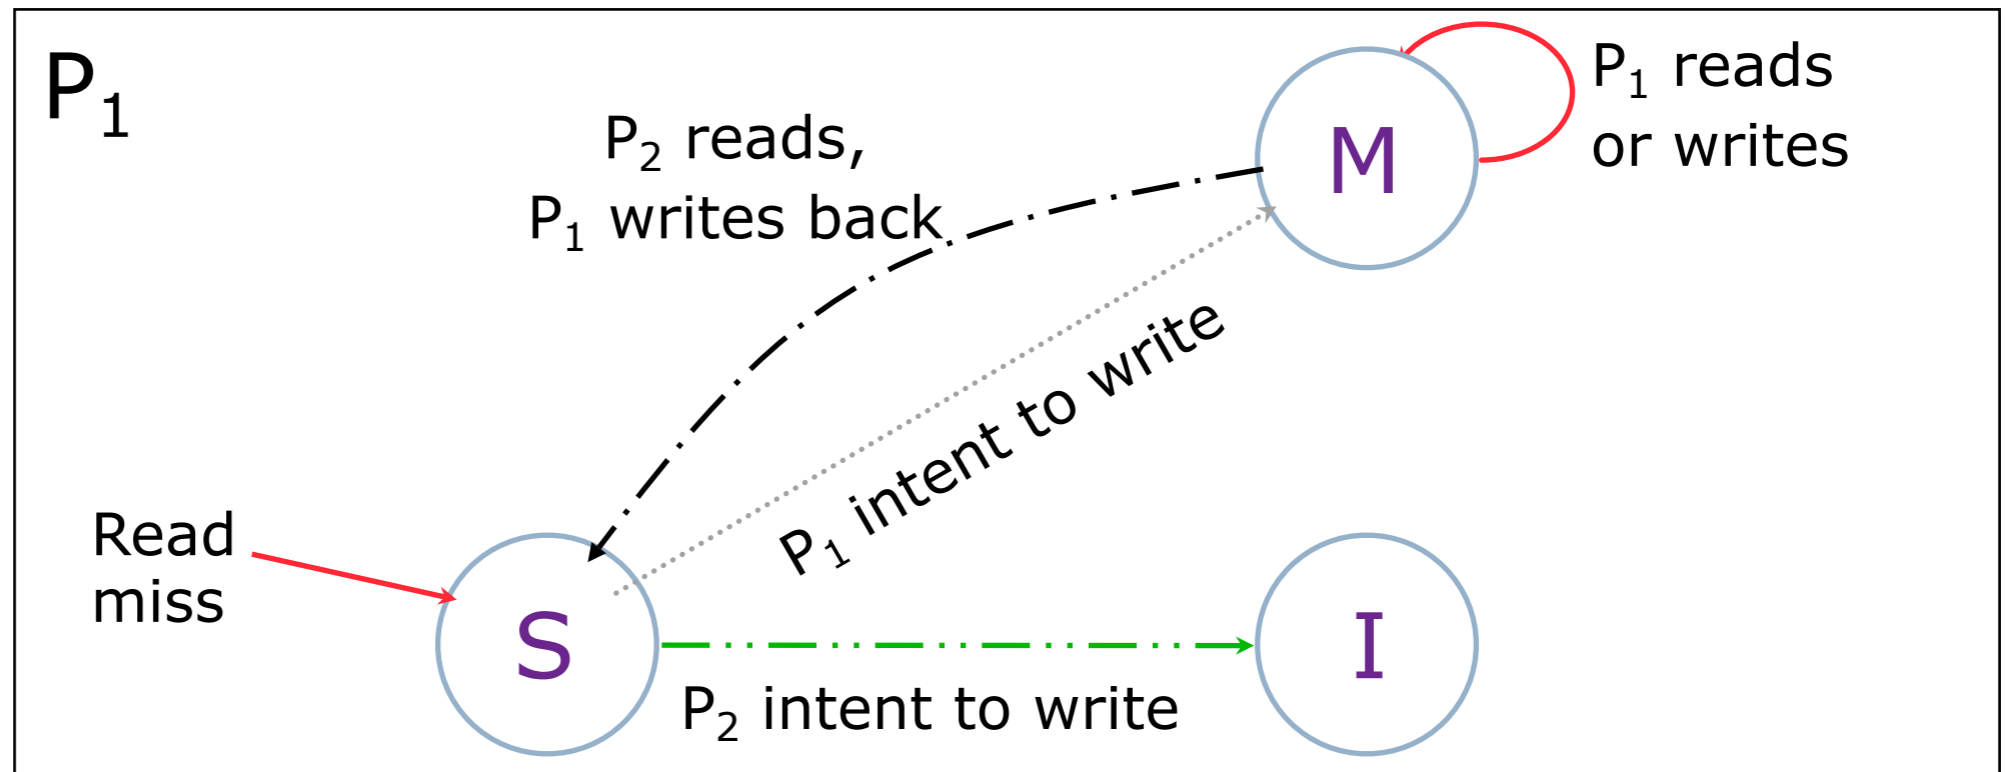 P₁
P₁ reads
or writes
P₂ reads,
P₁ writes back
M
P₁ intent to write
Read
miss
S
I
P₂ intent to write